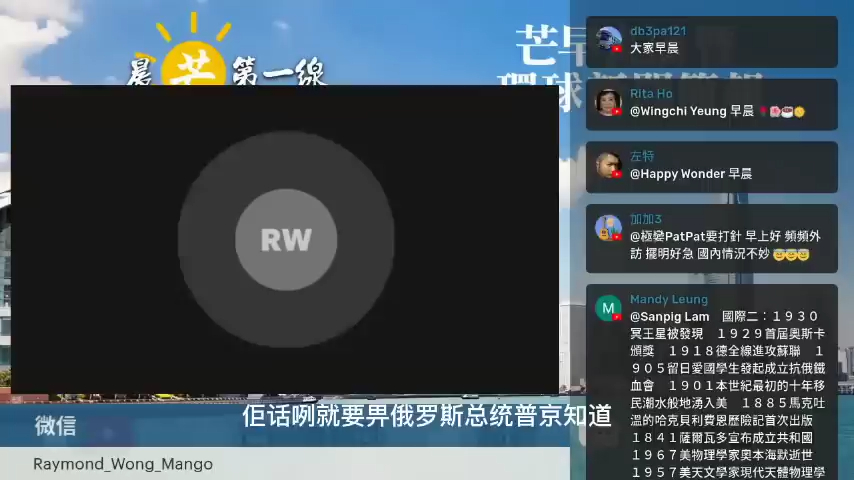 晨芒第一線
RW
微信
佢话咧就要畀俄罗斯总统普京知道
Raymond_Wong_Mango
db3pa121
大家早晨
Rita Ho
@Wingchi Yeung 早晨
左特
@Happy Wonder 早晨
加加3
@極變PatPat要打針 早上好 頻頻外
訪 擺明好急 國內情況不妙
M
Mandy Leung
@Sanpig Lam 國際二：１９３０
冥王星被發現 １９２９首屆奧斯卡
頒獎 １９１８德全線進攻蘇聯 １
９０５留日愛國學生發起成立抗俄鐵
血會 １９０１本世紀最初的十年移
民潮水般地湧入美 １８８５馬克吐
溫的哈克貝利費恩歷險記首次出版
１８４１薩爾瓦多宣布成立共和國
１９６７美物理學家奧本海默逝世
１９５７美天文學家現代天體物理學